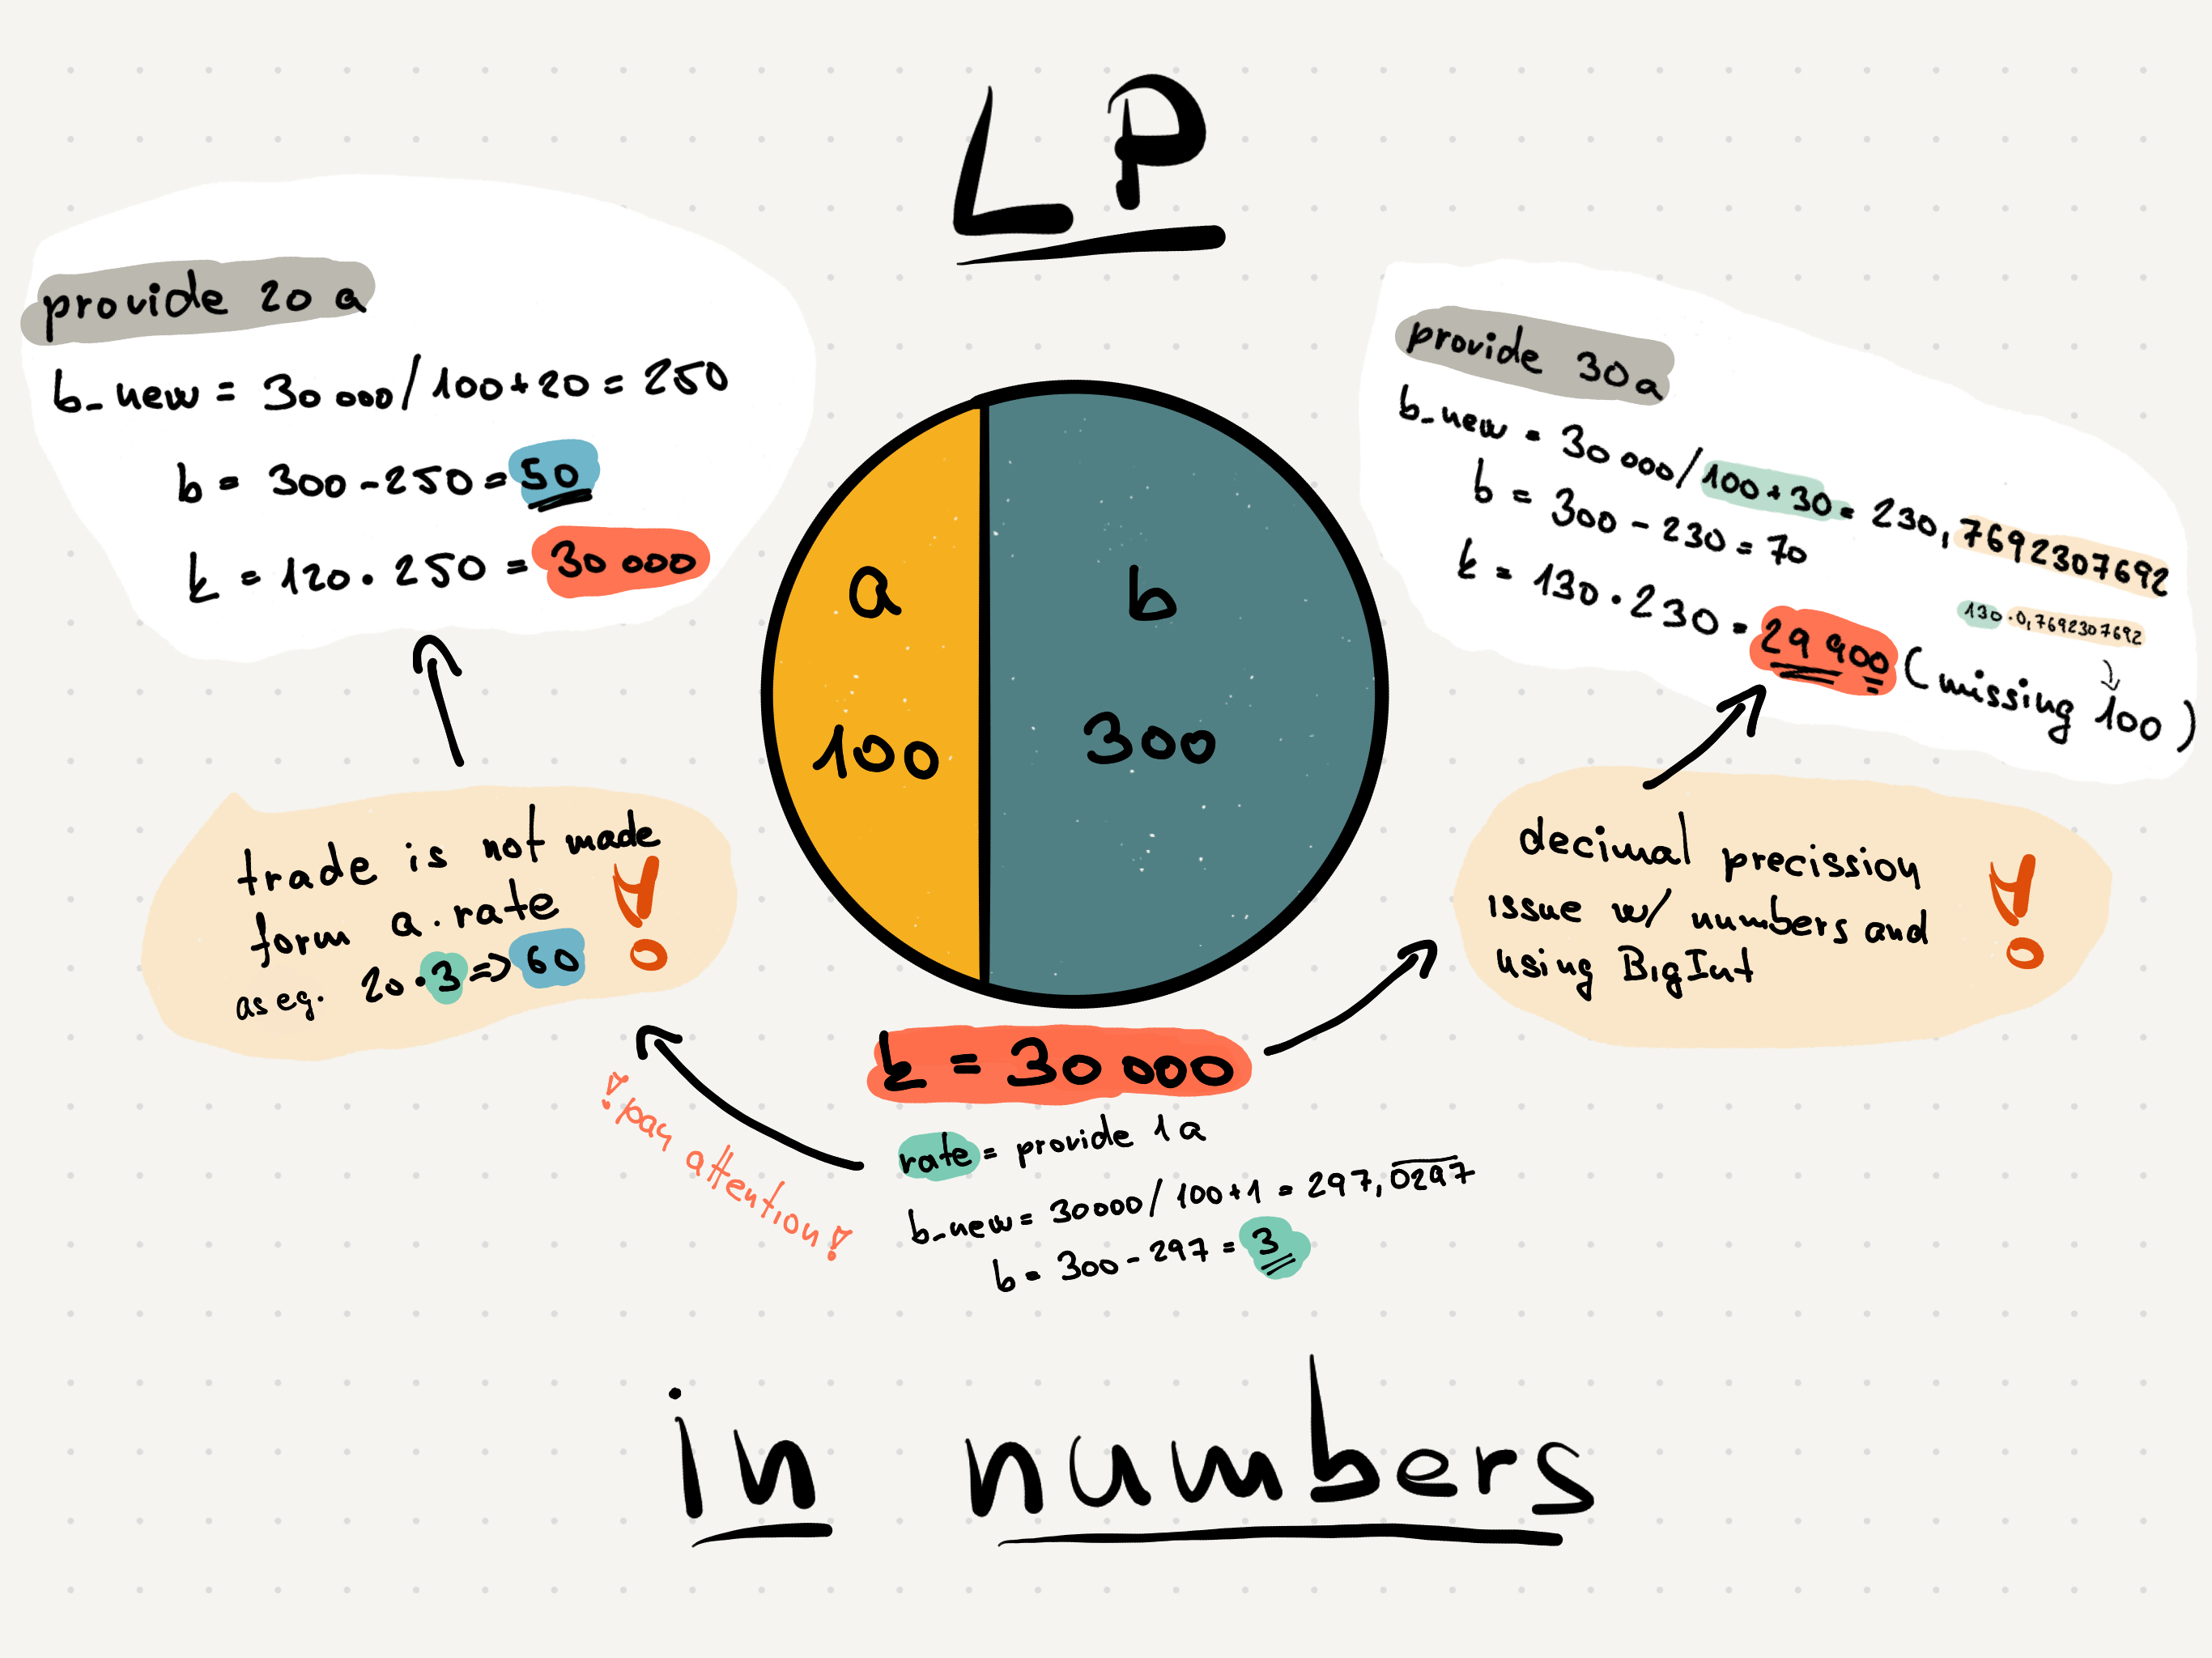 LP
provide 20 a
b_new = 30 000/100+20 = 250
b = 300-250 = 50
k = 120 . 250 = 30 000
trade is not made
form a . rate
as eg. 20 . 3 => 60
!
a
100
b
300
provide 30a
b_new = 30 000/100+30 = 230,7692307692
b = 300 - 230 = 70
k = 130 . 230 = 29 900 (missing 100)
130 . 0,7692307692
decimal precission
issue w/ numbers and
using BigInt
!
k = 30 000
! pay attention!
rate = provide 1a
b_new = 30000/100+1 = 297,0297
b = 300 - 297 = 3
in numbers